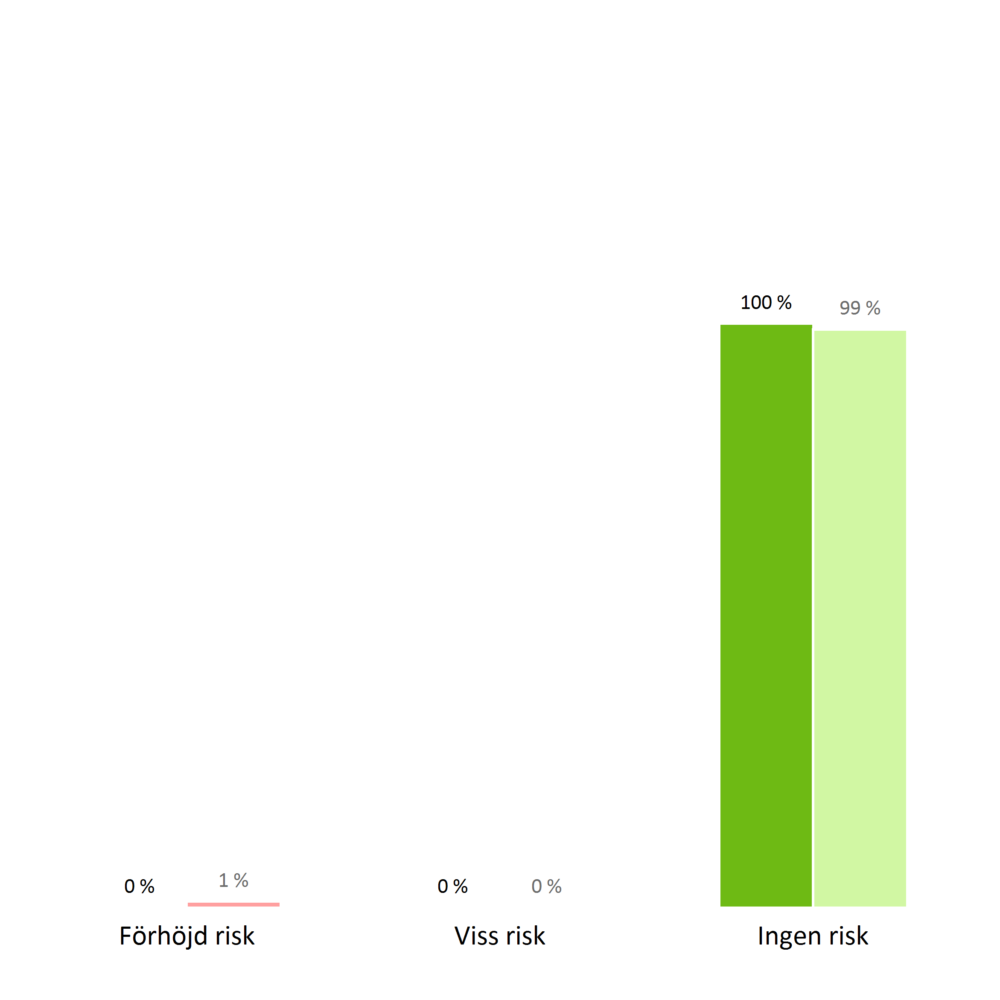 100 %
99 %
0 %
1 %
0 %
0 %
Förhöjd risk
Viss risk
Ingen risk